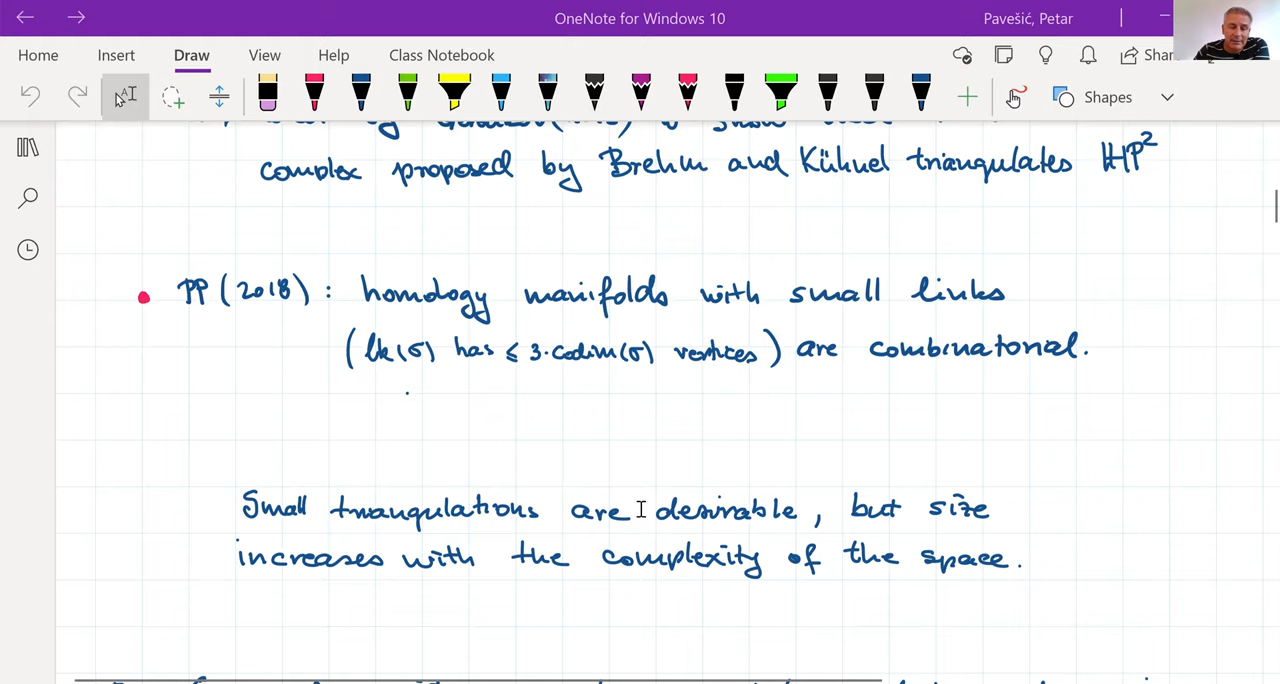 OneNote for Windows 10
Pavešić, Petar
Home Insert Draw View Help Class Notebook
Shapes
complex proposed by Brehm and Kühnel triangulates HP²
• PP (2018): homology manifolds with small links
(lk(σ) has ≤ 3·codim(σ) vertices) are combinatorial.
Small triangulations are desirable, but size
increases with the complexity of the space.